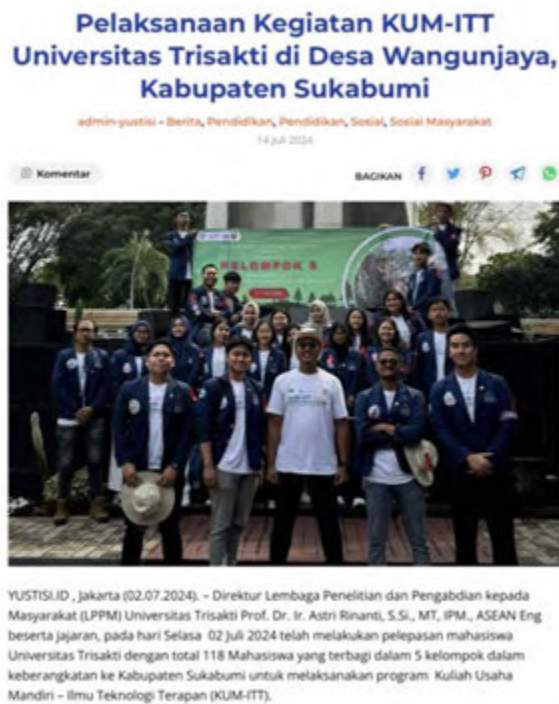 Pelaksanaan Kegiatan KUM-ITT
Universitas Trisakti di Desa Wangunjaya,
Kabupaten Sukabumi
admin-yustisi - Berita, Pendidikan, Pendidikan, Sosial, Sosial Masyarakat
14 Juli 2024
Komentar
BAGIKAN
KELOMPOK 5
YUSTISI.ID , Jakarta (02.07.2024). – Direktur Lembaga Penelitian dan Pengabdian kepada
Masyarakat (LPPM) Universitas Trisakti Prof. Dr. Ir. Astri Rinanti, S.Si., MT, IPM., ASEAN Eng
beserta jajaran, pada hari Selasa 02 Juli 2024 telah melakukan pelepasan mahasiswa
Universitas Trisakti dengan total 118 Mahasiswa yang terbagi dalam 5 kelompok dalam
keberangkatan ke Kabupaten Sukabumi untuk melaksanakan program Kuliah Usaha
Mandiri – Ilmu Teknologi Terapan (KUM-ITT).